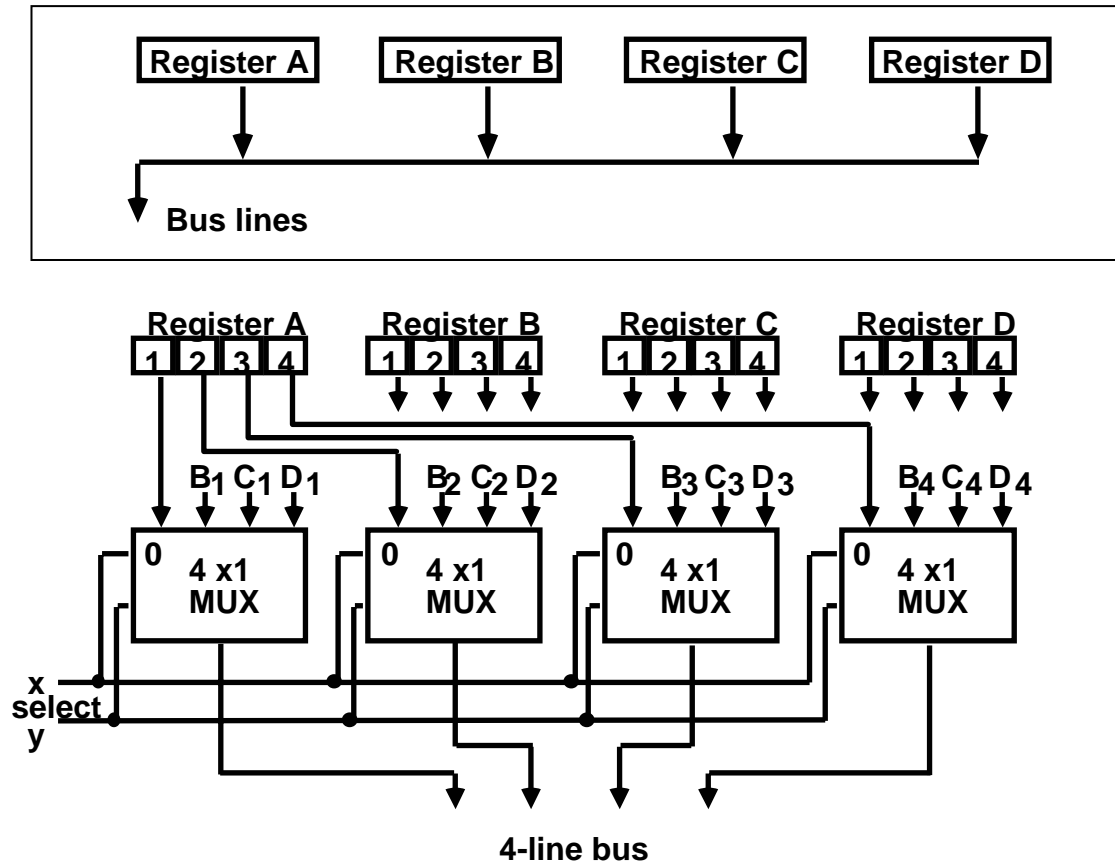 Register A Register B Register C Register D
Bus lines
Register A Register B Register C Register D
1 2 3 4 1 2 3 4 1 2 3 4 1 2 3 4
B1 C1 D1 B2 C2 D2 B3 C3 D3 B4 C4 D4
0 0 0 0
4 x1 4 x1 4 x1 4 x1
MUX MUX MUX MUX
x
select
y
4-line bus